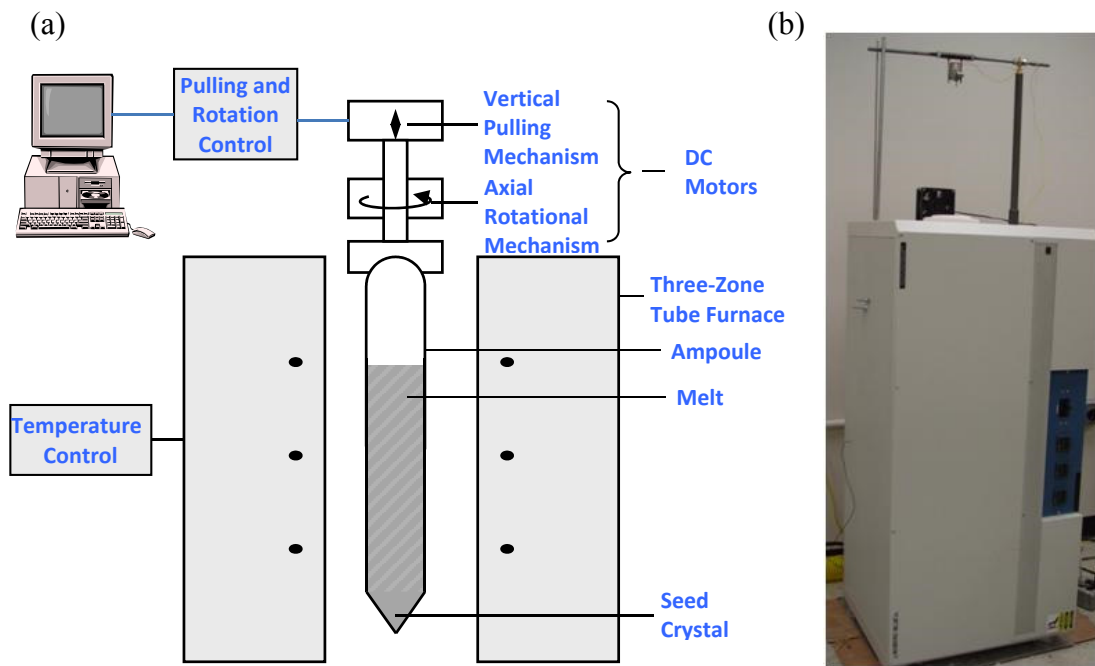 (a)
(b)
Pulling and
Rotation
Control
Vertical
Pulling
Mechanism
Axial
Rotational
Mechanism
DC
Motors
Three-Zone
Tube Furnace
Ampoule
Melt
Temperature
Control
Seed
Crystal